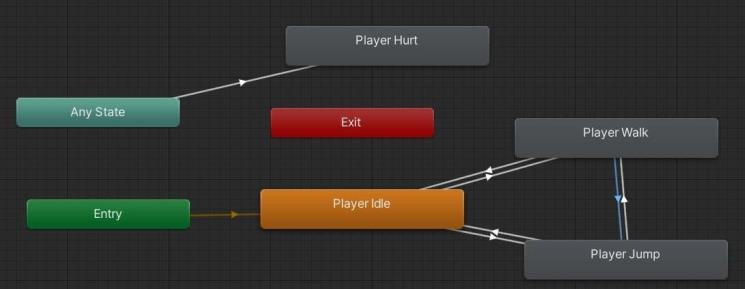 Player Hurt
Any State
Exit
Player Walk
Entry
Player Idle
Player Jump